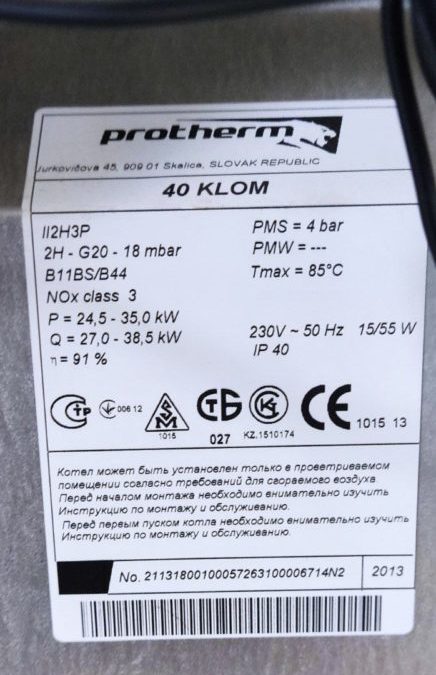 protherm
Jurkovičova 45, 909 01 Skalica, SLOVAK REPUBLIC
40 KLOM
II2H3P
2H - G20 - 18 mbar
B11BS/B44
NOx class 3
P = 24,5 - 35,0 kW
Q = 27,0 - 38,5 kW
η = 91 %
PMS = 4 bar
PMW = ---
Tmax = 85°C
230V ~ 50 Hz 15/55 W
IP 40
СТР 006 12
1015
027
KZ.1510174
CE 1015 13
Котел может быть установлен только в проветриваемом
помещении согласно требований для сгораемого воздуха
Перед началом монтажа необходимо внимательно изучить
Инструкцию по монтажу и обслуживанию.
Перед первым пуском котла необходимо внимательно изучить
Инструкцию по монтажу и обслуживанию.
No. 21131800100057263100006714N2
2013